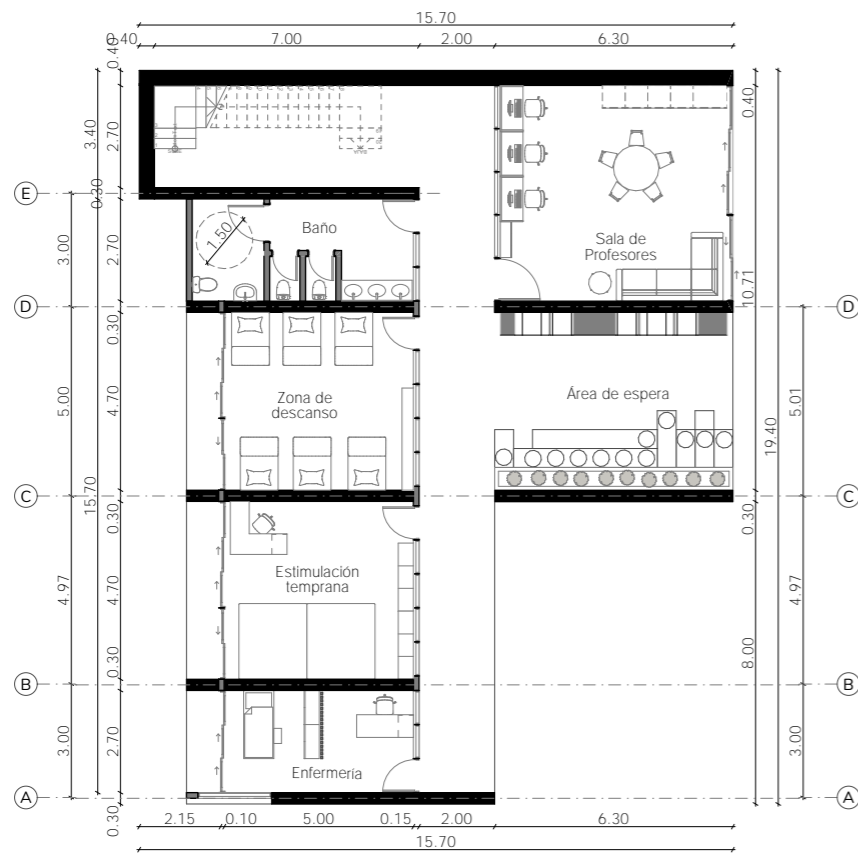 15.70
0.40
7.00
2.00
6.30
0.40
3.40
2.70
0.40
E
0.30
Baño
1.50
Sala de
Profesores
3.00
2.70
10.71
D
D
0.30
Zona de
descanso
Área de espera
5.00
4.70
5.01
19.40
C
C
15.70
0.30
0.30
Estimulación
temprana
4.97
4.70
4.97
8.00
0.30
B
B
3.00
2.70
3.00
Enfermería
A
A
0.30
2.15
0.10
5.00
0.15
2.00
6.30
15.70